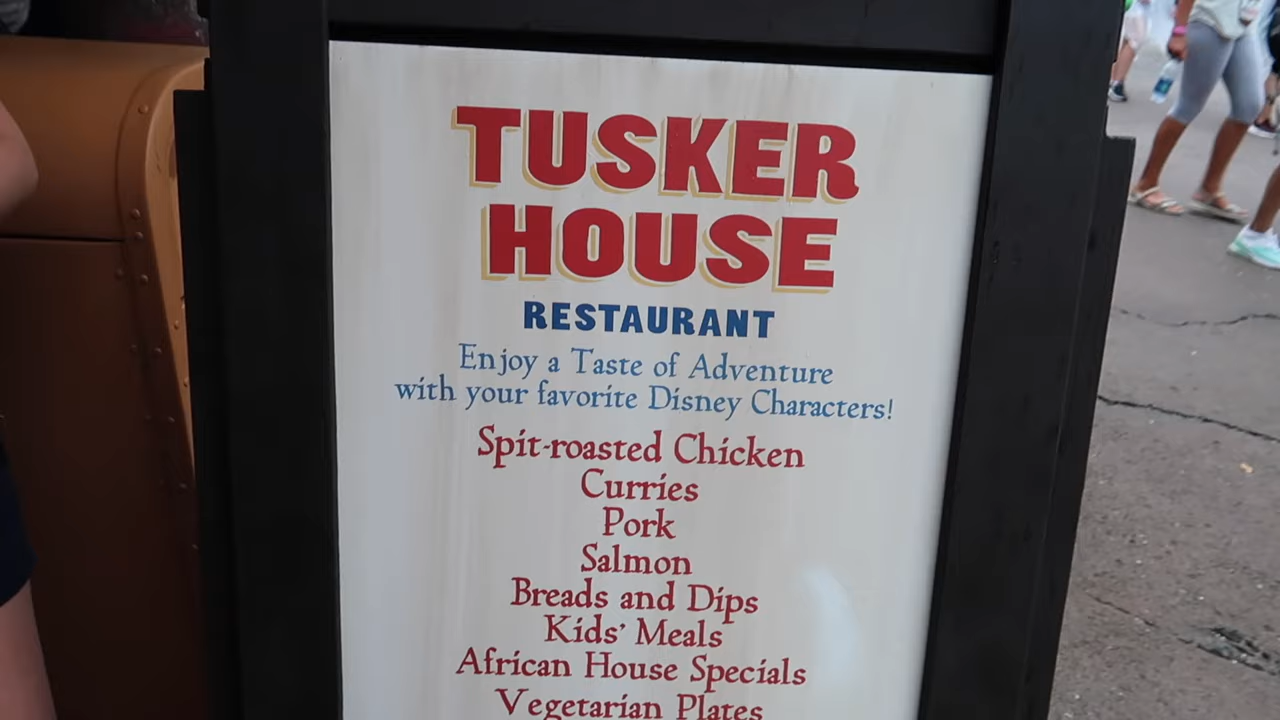 TUSKER
HOUSE
RESTAURANT
Enjoy a Taste of Adventure
with your favorite Disney Characters!
Spit-roasted Chicken
Curries
Pork
Salmon
Breads and Dips
Kids' Meals
African House Specials
Vegetarian Plates